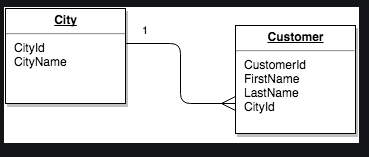 City
CityId
CityName
1
Customer
CustomerId
FirstName
LastName
CityId